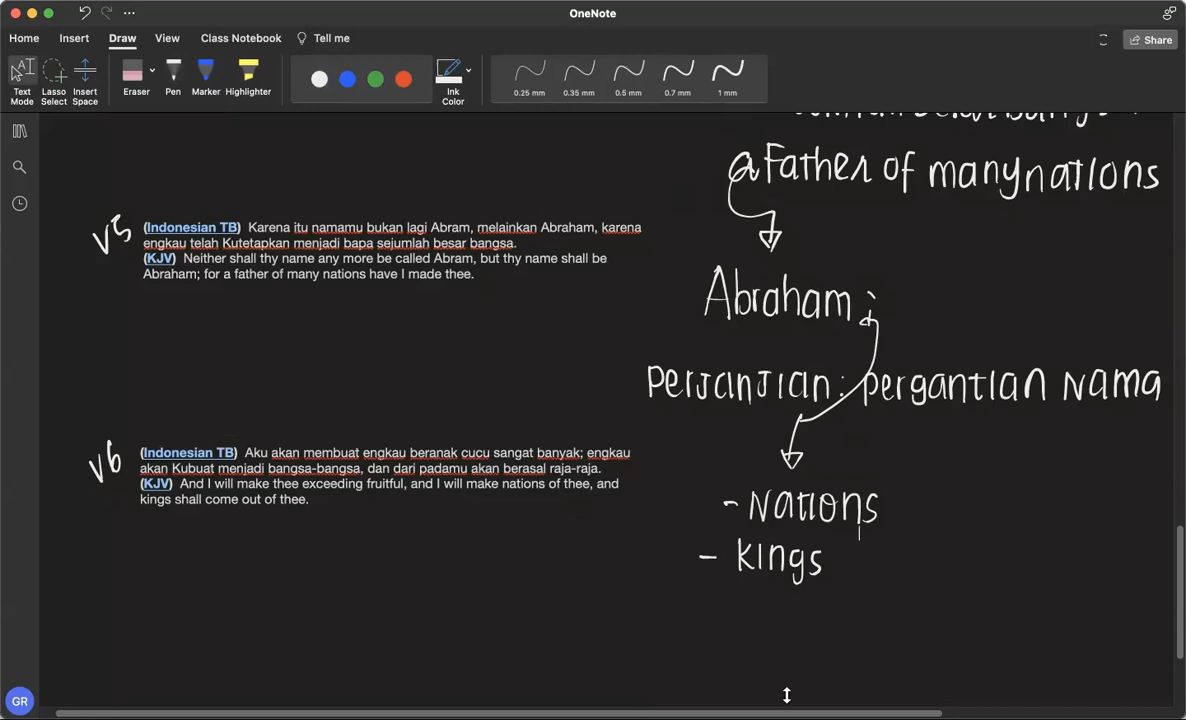 OneNote
Home Insert Draw View Class Notebook Tell me
Share
Text Mode
Lasso Select
Insert Space
Eraser
Pen
Marker
Highlighter
Ink Color
0.25 mm
0.35 mm
0.5 mm
0.7 mm
1 mm
a Father of many nations
v5
(Indonesian TB) Karena itu namamu bukan lagi Abram, melainkan Abraham, karena
engkau telah Kutetapkan menjadi bapa sejumlah besar bangsa.
(KJV) Neither shall thy name any more be called Abram, but thy name shall be
Abraham; for a father of many nations have I made thee.
Abraham :
Perjanjian : pergantian Nama
v6
(Indonesian TB) Aku akan membuat engkau beranak cucu sangat banyak; engkau
akan Kubuat menjadi bangsa-bangsa, dan dari padamu akan berasal raja-raja.
(KJV) And I will make thee exceeding fruitful, and I will make nations of thee, and
kings shall come out of thee.
- Nations
- Kings
GR